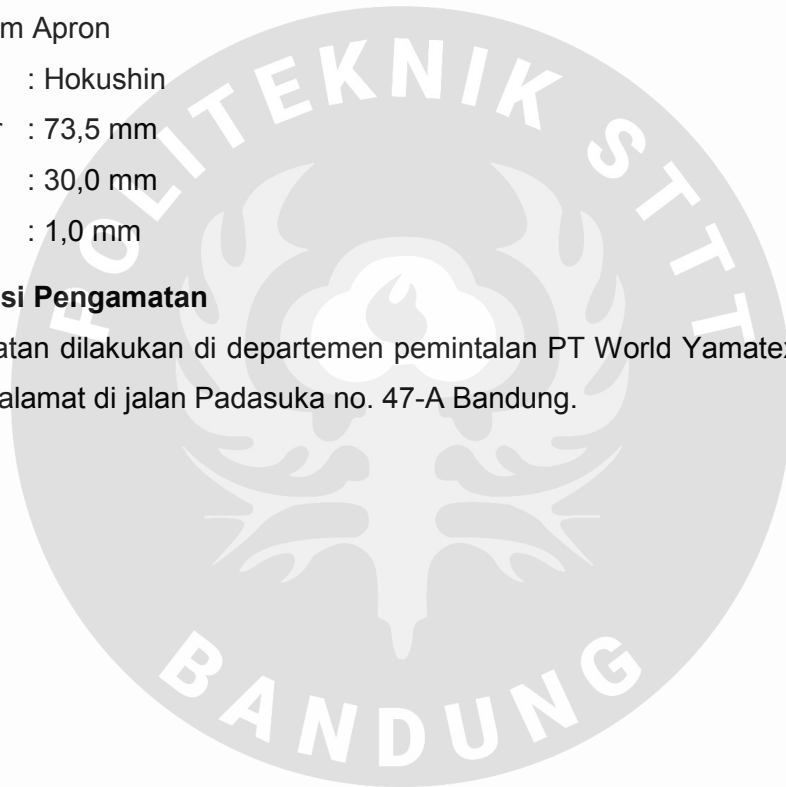 m Apron
: Hokushin
r : 73,5 mm
: 30,0 mm
: 1,0 mm
si Pengamatan
atan dilakukan di departemen pemintalan PT World Yamatex
alamat di jalan Padasuka no. 47-A Bandung.
POLITEKNIK STTT
BANDUNG